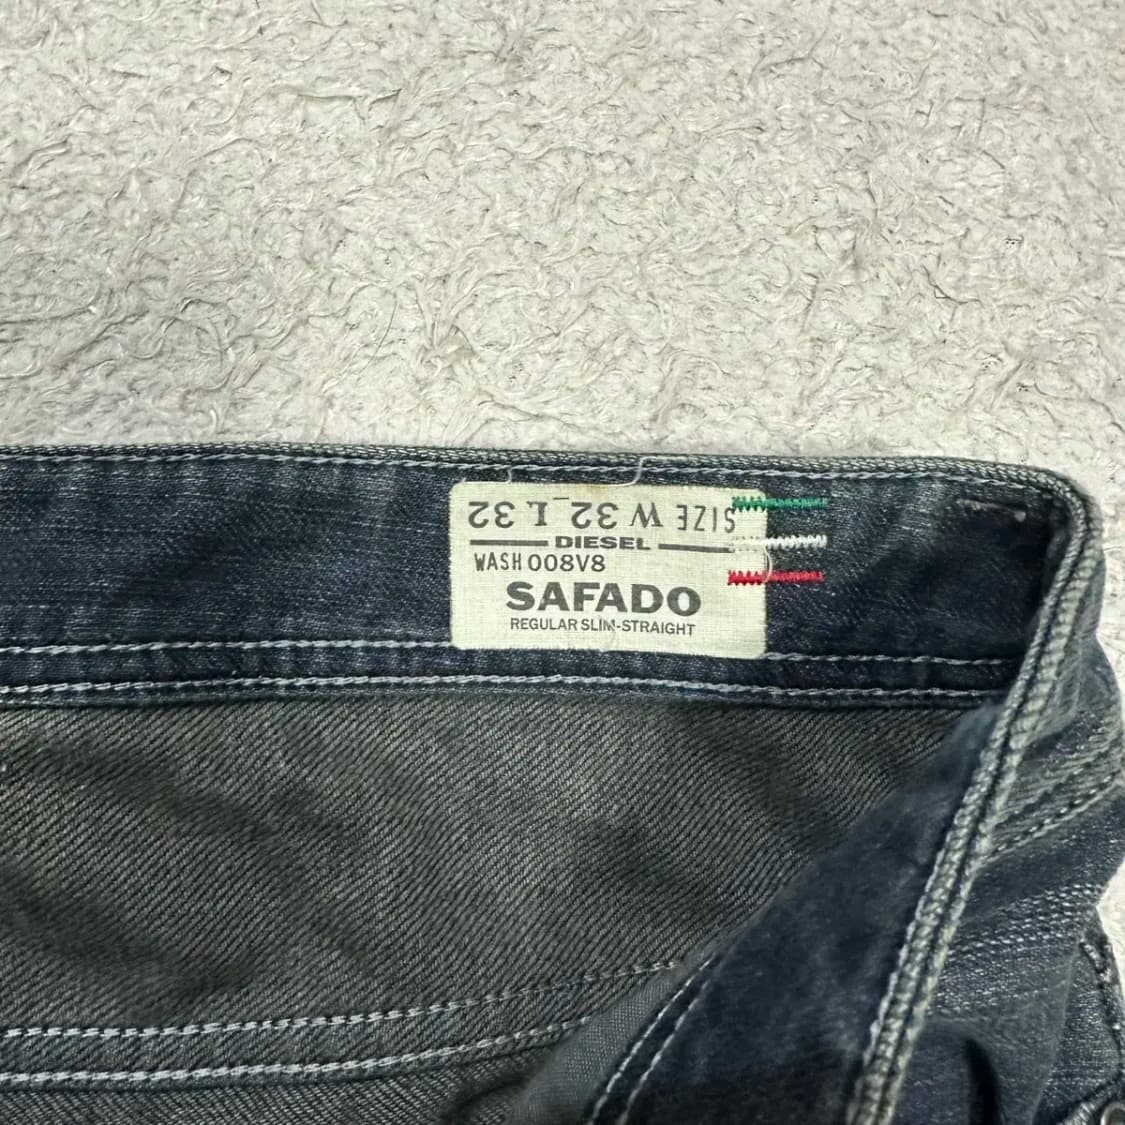 SIZE W 32_L 32
DIESEL
WASH 008V8
SAFADO
REGULAR SLIM-STRAIGHT